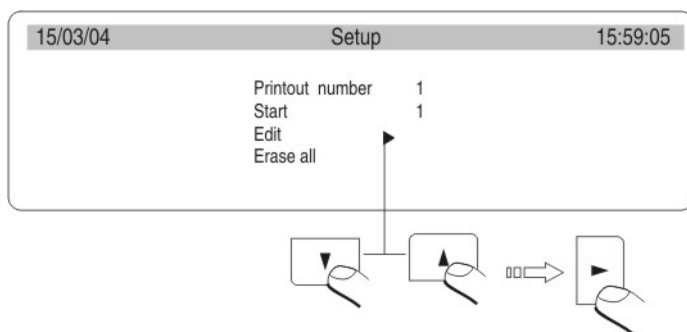 15/03/04 Setup 15:59:05
Printout number 1
Start 1
Edit
Erase all